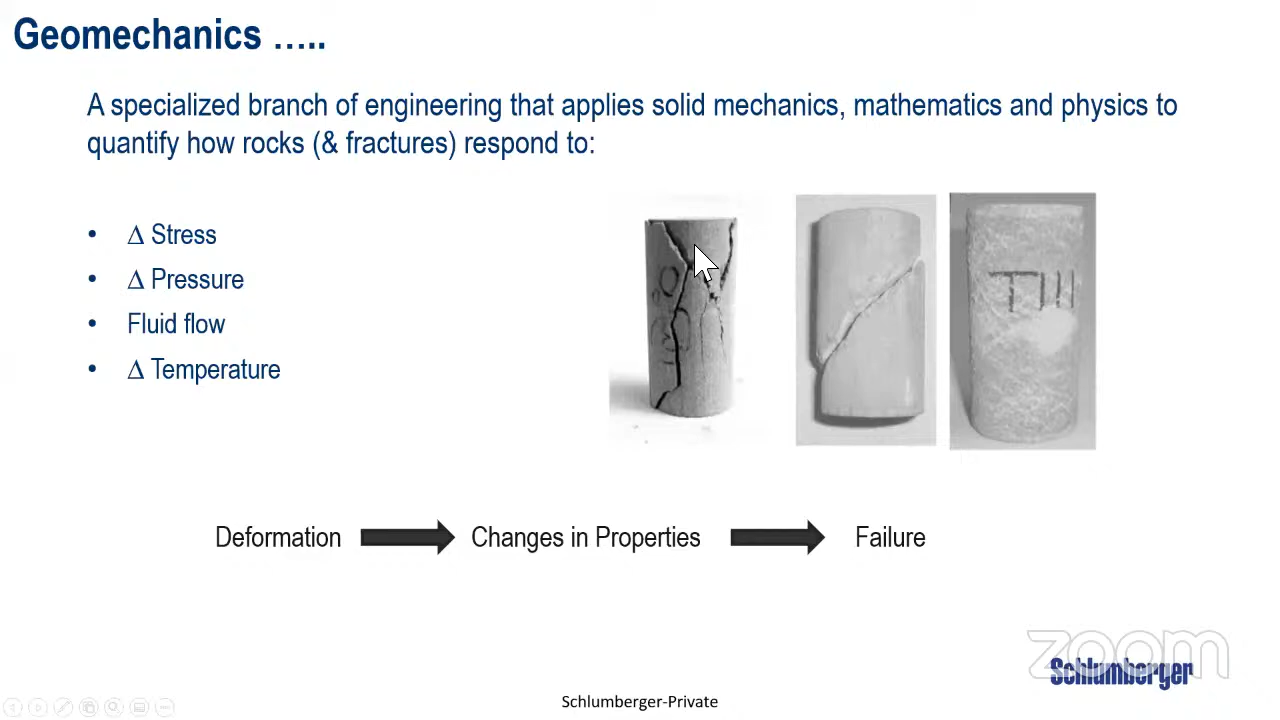 Geomechanics …..
A specialized branch of engineering that applies solid mechanics, mathematics and physics to
quantify how rocks (& fractures) respond to:
• Δ Stress
• Δ Pressure
• Fluid flow
• Δ Temperature
Deformation
Changes in Properties
Failure
zoom
Schlumberger
Schlumberger-Private